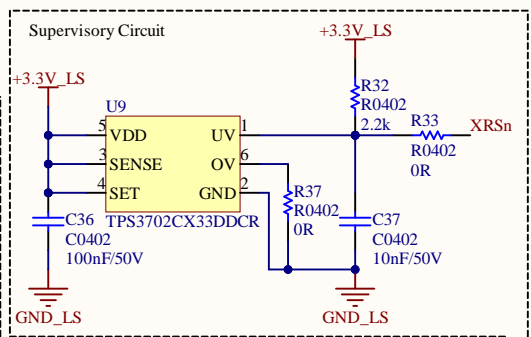 Supervisory Circuit
+3.3V_LS
+3.3V_LS
U9
5
VDD
UV
1
3
SENSE
OV
6
4
SET
GND
2
TPS3702CX33DDCR
R32
R0402
2.2k
R33
R0402
0R
XRSn
R37
R0402
0R
C36
C0402
100nF/50V
C37
C0402
10nF/50V
GND_LS
GND_LS